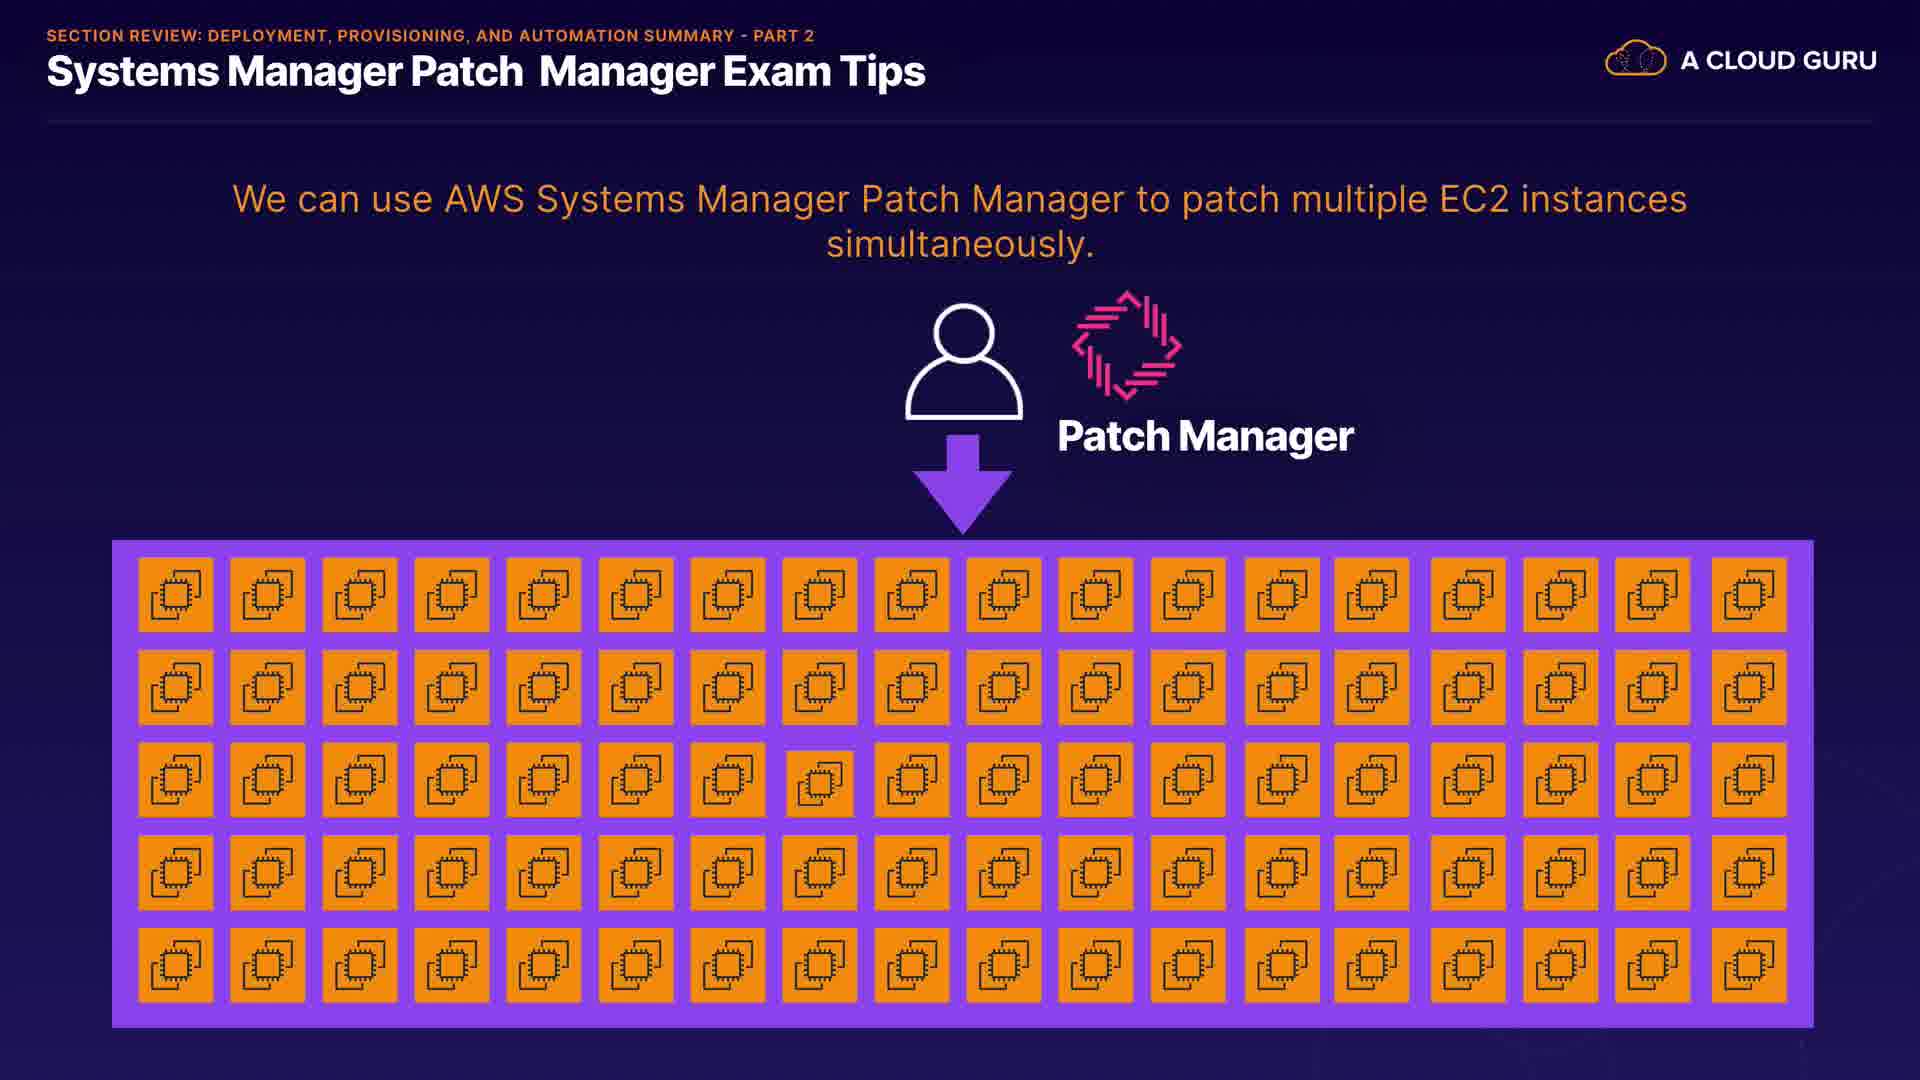 SECTION REVIEW: DEPLOYMENT, PROVISIONING, AND AUTOMATION SUMMARY - PART 2
Systems Manager Patch  Manager Exam Tips
A CLOUD GURU
We can use AWS Systems Manager Patch Manager to patch multiple EC2 instances
simultaneously.
Patch Manager